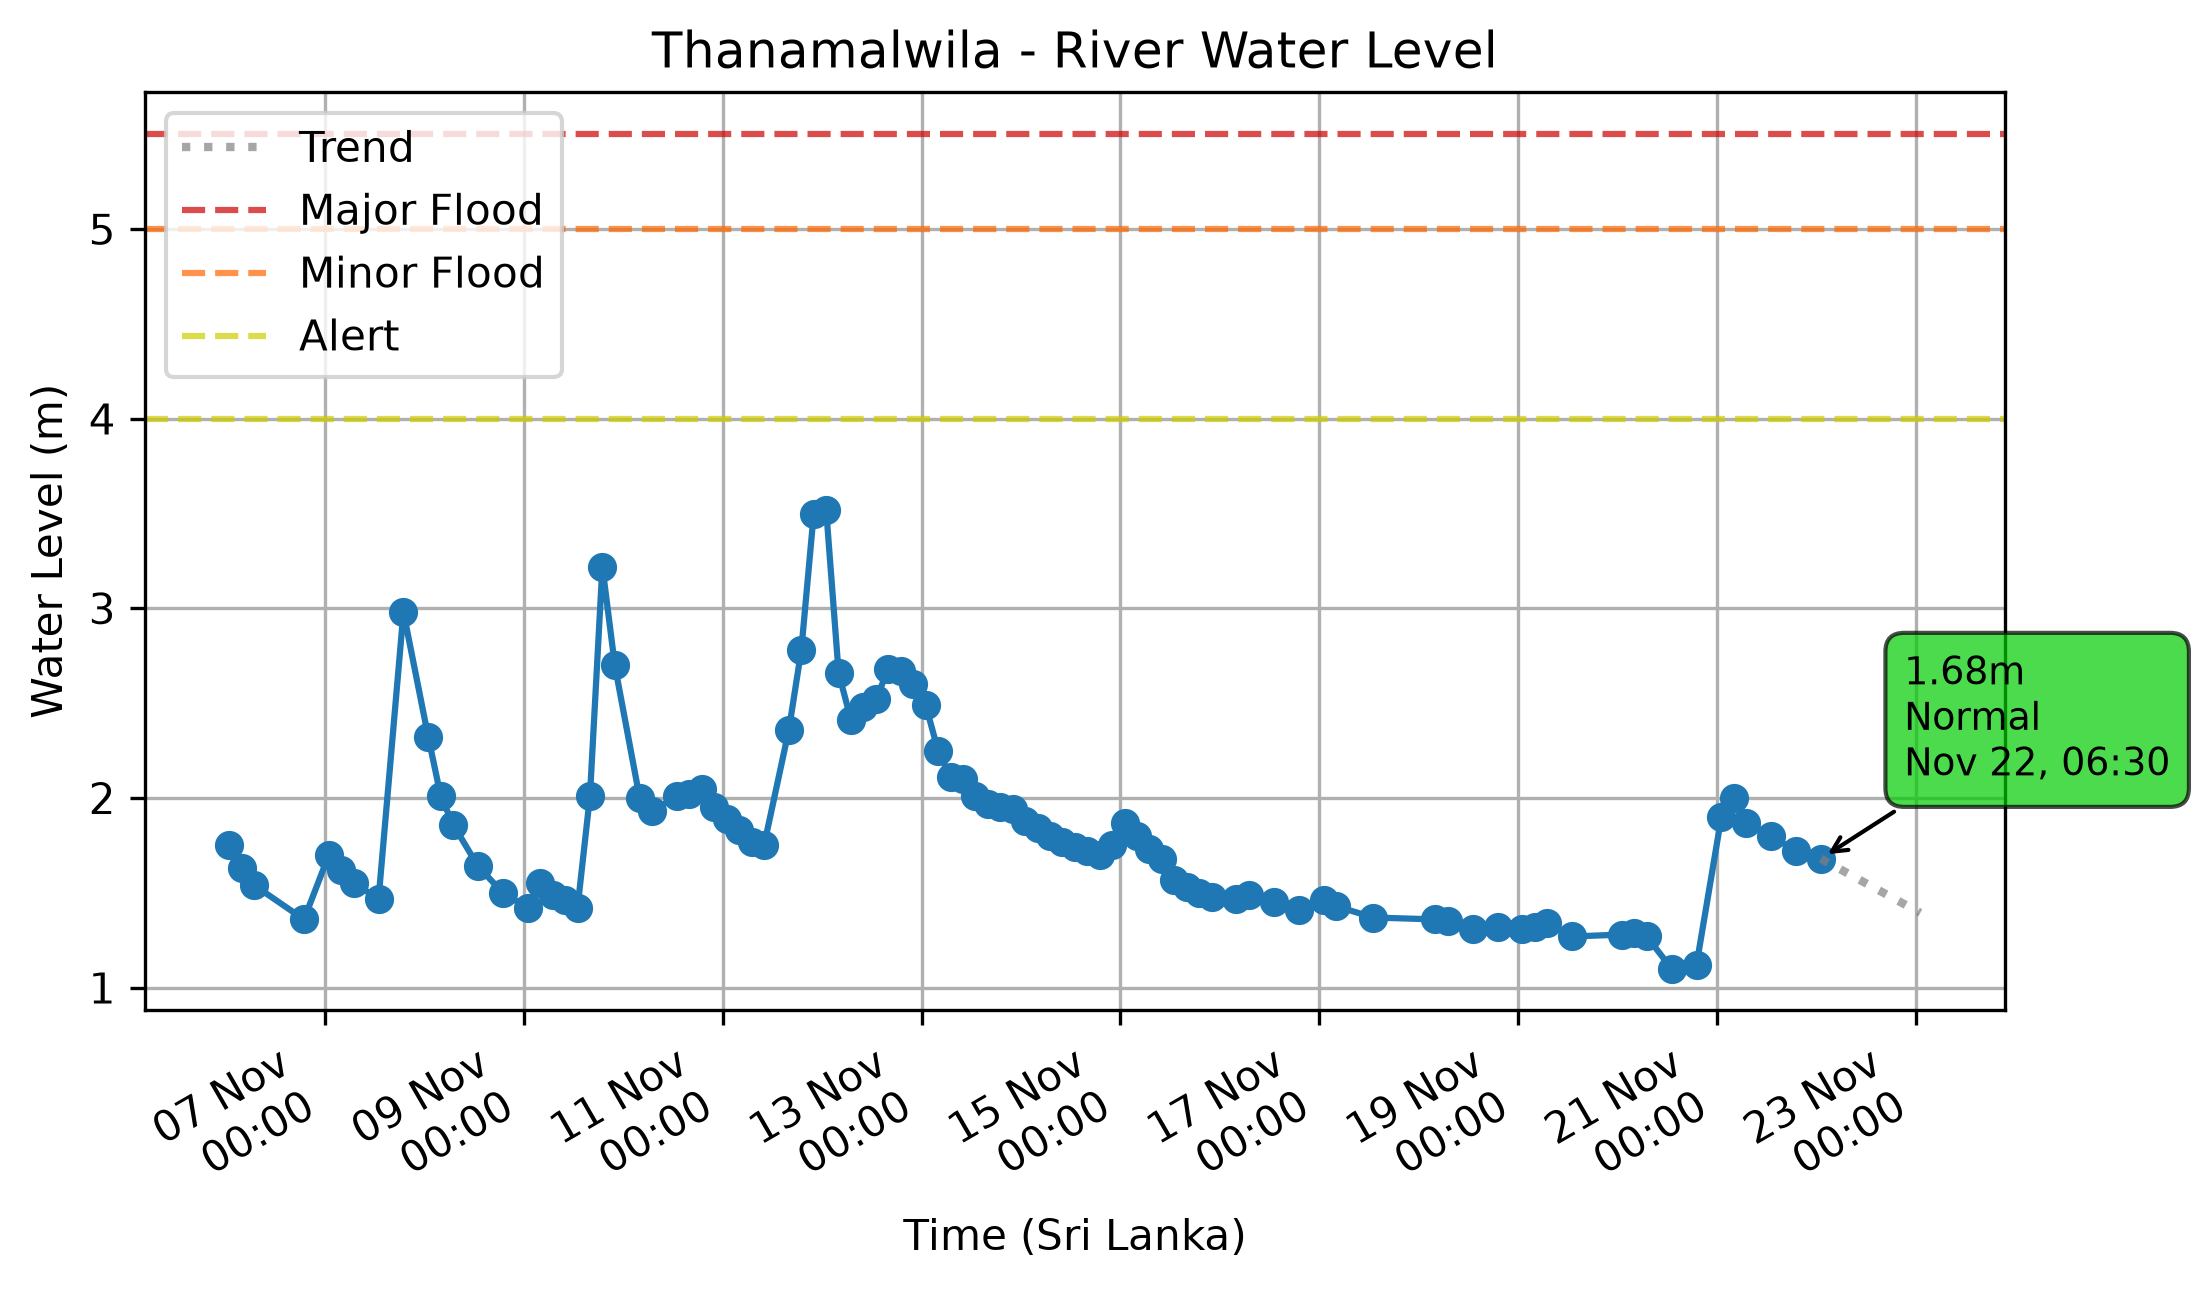 Thanamalwila - River Water Level
Trend
Major Flood
Minor Flood
Alert
Water Level (m)
5
4
3
2
1
1.68m
Normal
Nov 22, 06:30
07 Nov
00:00
09 Nov
00:00
11 Nov
00:00
13 Nov
00:00
15 Nov
00:00
17 Nov
00:00
19 Nov
00:00
21 Nov
00:00
23 Nov
00:00
Time (Sri Lanka)